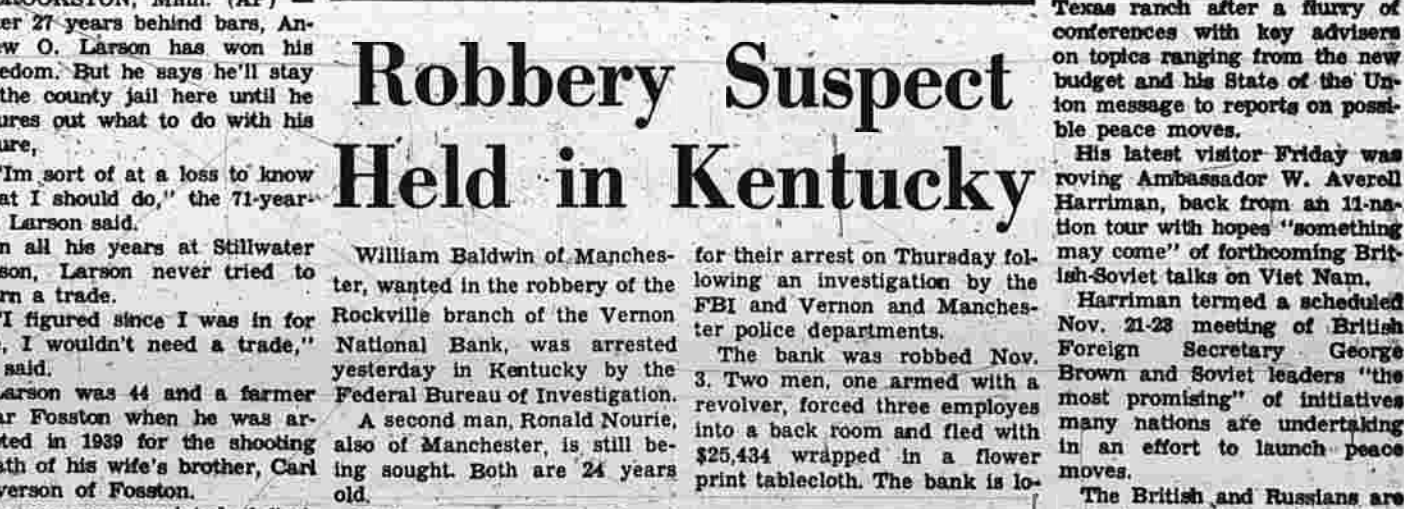 er 27 years behind bars, An-
w O. Larson has won his
edom. But he says he'll stay
the county jail here until he
ures out what to do with his
ure,
"Im sort of at a loss to know
at I should do," the 71-year-
Larson said.
n all his years at Stillwater
son, Larson never tried to
rn a trade.
"I figured since I was in for
, I wouldn't need a trade,"
said.
arson was 44 and a farmer
ar Fosston when he was ar-
ted in 1939 for the shooting
ath of his wife's brother, Carl
verson of Fosston.
Robbery Suspect
Held in Kentucky
William Baldwin of Manches-
ter, wanted in the robbery of the
Rockville branch of the Vernon
National Bank, was arrested
yesterday in Kentucky by the
Federal Bureau of Investigation.
A second man, Ronald Nourie,
also of Manchester, is still be-
ing sought. Both are 24 years
old.
for their arrest on Thursday fol-
lowing an investigation by the
FBI and Vernon and Manches-
ter police departments.
The bank was robbed Nov.
3. Two men, one armed with a
revolver, forced three employes
into a back room and fled with
$25,434 wrapped in a flower
print tablecloth. The bank is lo-
Texas ranch after a flurry of
conferences with key advisers
on topics ranging from the new
budget and his State of the Un-
ion message to reports on possi-
ble peace moves.
His latest visitor Friday was
roving Ambassador W. Averell
Harriman, back from an 11-na-
tion tour with hopes "something
may come" of forthcoming Brit-
ish-Soviet talks on Viet Nam.
Harriman termed a scheduled
Nov. 21-23 meeting of British
Foreign Secretary George
Brown and Soviet leaders "the
most promising" of initiatives
many nations are undertaking
in an effort to launch peace
moves.
The British and Russians are